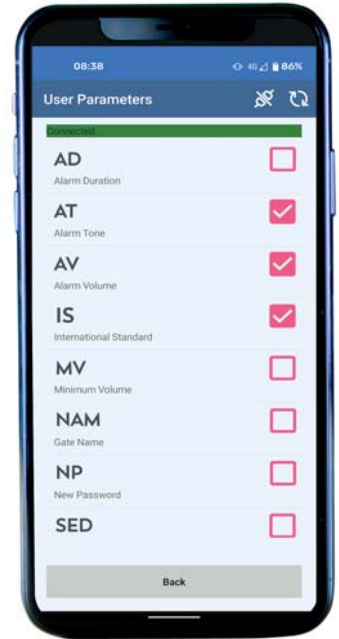 08:38 4G 86%
User Parameters
Connected
AD
Alarm Duration
AT
Alarm Tone
AV
Alarm Volume
IS
International Standard
MV
Minimum Volume
NAM
Gate Name
NP
New Password
SED
Back